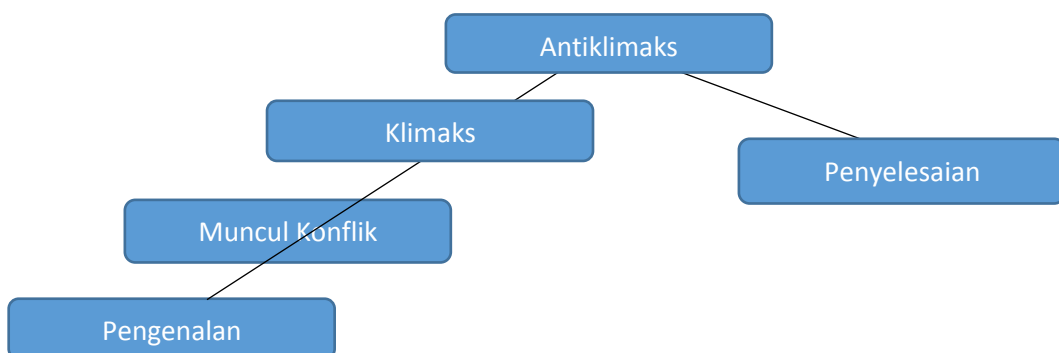 Antiklimaks
Klimaks
Penyelesaian
Muncul Konflik
Pengenalan